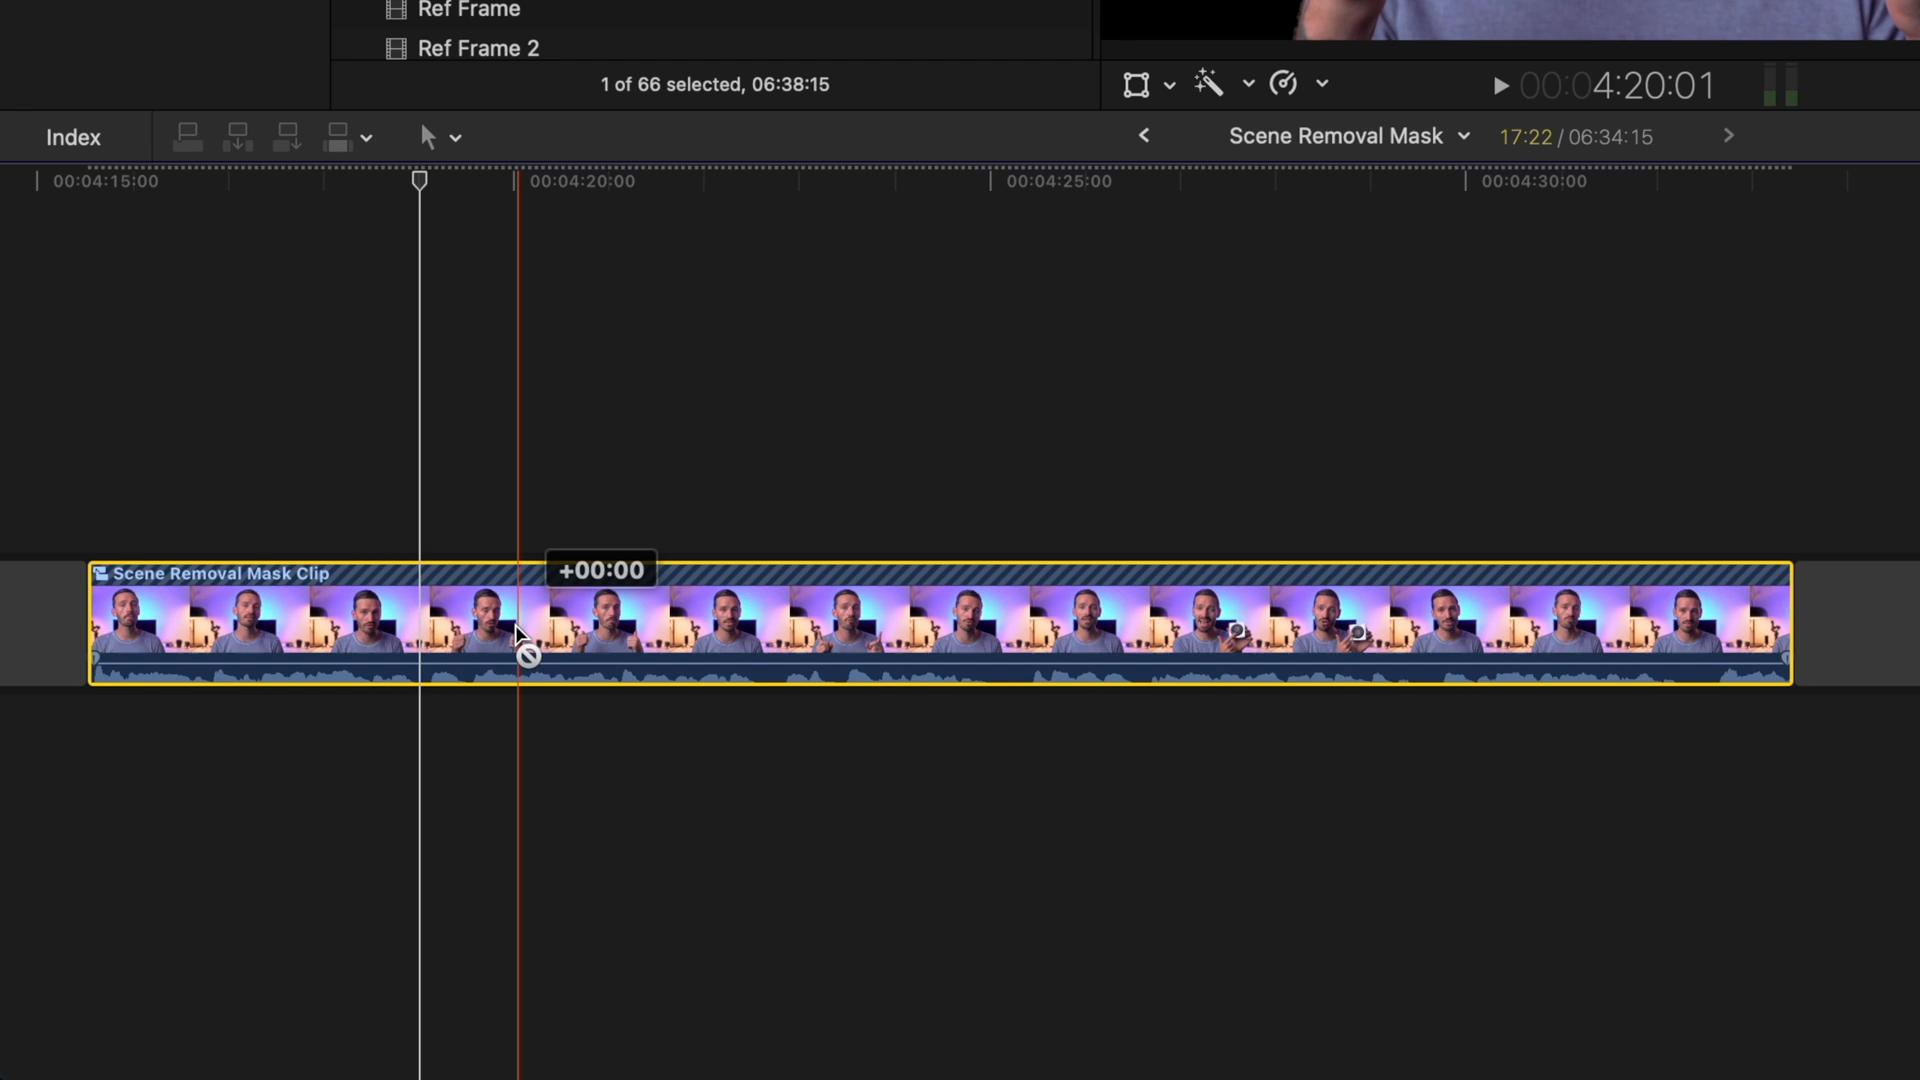 Ref Frame
Ref Frame 2
1 of 66 selected, 06:38:15
00:04:20:01
Index
Scene Removal Mask
17:22 / 06:34:15
00:04:15:00
00:04:20:00
00:04:25:00
00:04:30:00
+00:00
Scene Removal Mask Clip